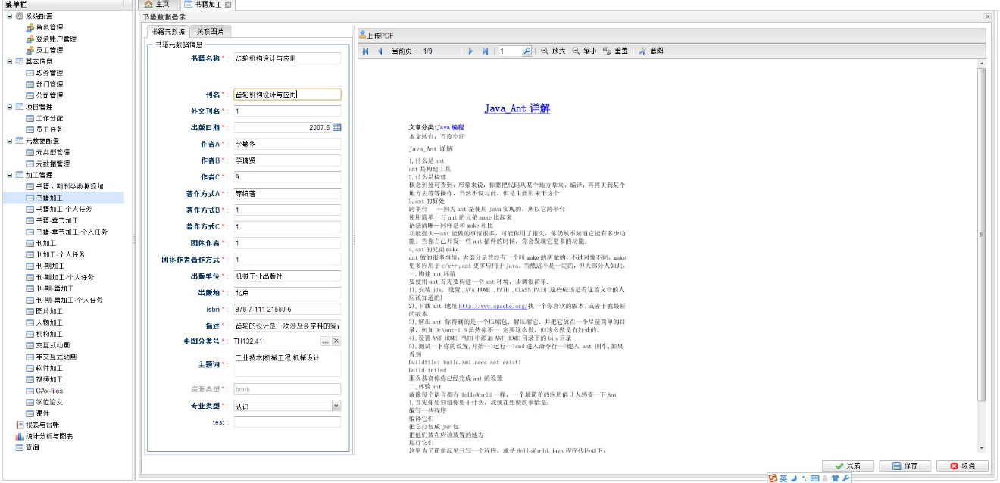 菜单栏
系统配置
角色管理
登录账户管理
员工管理
基本信息
职务管理
部门管理
公司管理
项目管理
工作分配
员工任务
元数据配置
元类型管理
元数据管理
加工管理
书籍、期刊类数据添加
书籍加工
书籍加工-个人任务
书籍-章节加工
书籍-章节加工-个人任务
刊加工
刊加工-个人任务
刊-期加工
刊-期加工-个人任务
刊-期-篇加工
刊-期-篇加工-个人任务
图片加工
人物加工
机构加工
交互式动画
非交互式动画
软件加工
视频加工
CAx-files
学位论文
课件
报表与台帐
统计分析与图表
查询
主页
书籍加工
书籍数据著录
书籍元数据
关联图片
书籍元数据信息
书籍名称*: 齿轮机构设计与应用
刊名*: 齿轮机构设计与应用
外文刊名*: 1
出版日期*: 2007.6
作者A*: 李敏华
作者B*: 李瑰贤
作者C*: 9
著作方式A*: 等编著
著作方式B*: 1
著作方式C*: 1
团体作者*: 1
团体作者著作方式*: 1
出版单位*: 机械工业出版社
出版地*: 北京
isbn*: 978-7-111-21580-6
描述*: 齿轮的设计是一项涉及多学科的综
中图分类号*: TH132.41 ...
主题词*: 工业技术|机械工程|机械设计
资源类型*: book
专业类型*: 认识
test:
上传PDF
当前页: 1/9 1 放大 缩小 重置 截图
Java_Ant 详解
文章分类:Java 编程
本文转自: 百度空间
Java_Ant 详解
1,什么是 ant
ant 是构建工具
2,什么是构建
概念到处可查到，形象来说，你要把代码从某个地方拿来，编译，再拷贝到某个
地方去等等操作，当然不仅与此，但是主要用来干这个
3,ant 的好处
跨平台 --因为 ant 是使用 java 实现的，所以它跨平台
使用简单--与 ant 的兄弟 make 比起来
语法清晰--同样是和 make 相比
功能强大--ant 能做的事情很多，可能你用了很久，你仍然不知道它能有多少功
能。当你自己开发一些 ant 插件的时候，你会发现它更多的功能。
4,ant 的兄弟 make
ant 做的很多事情，大部分是曾经有一个叫 make 的所做的，不过对象不同，make
更多应用于 c/c++,ant 更多应用于 Java。当然这不是一定的，但大部分人如此。
一,构建 ant 环境
要使用 ant 首先要构建一个 ant 环境，步骤很简单:
1),安装 jdk，设置 JAVA_HOME ,PATH ,CLASS_PATH(这些应该是看这篇文章的人
应该知道的)
2),下载 ant 地址 http://www.apache.org/找一个你喜欢的版本，或者干脆最新
的版本
3),解压 ant 你得到的是一个压缩包，解压缩它，并把它放在一个尽量简单的目
录，例如 D:\ant-1.6 虽然你不一 定要这么做，但这么做是有好处的。
4),设置 ANT_HOME PATH 中添加 ANT_HOME 目录下的 bin 目录
5),测试一下你的设置，开始-->运行-->cmd 进入命令行-->键入 ant 回车,如果
看到
Buildfile: build.xml does not exist!
Build failed
那么恭喜你你已经完成 ant 的设置
二,体验 ant
就像每个语言都有 HelloWorld 一样，一个最简单的应用能让人感受一下 Ant
1,首先你要知道你要干什么，我现在想做的事情是:
编写一些程序
编译它们
把它打包成 jar 包
把他们放在应该放置的地方
运行它们
这里为了简单起见只写一个程序，就是 HelloWorld.java 程序代码如下:
完成 保存 取消
英